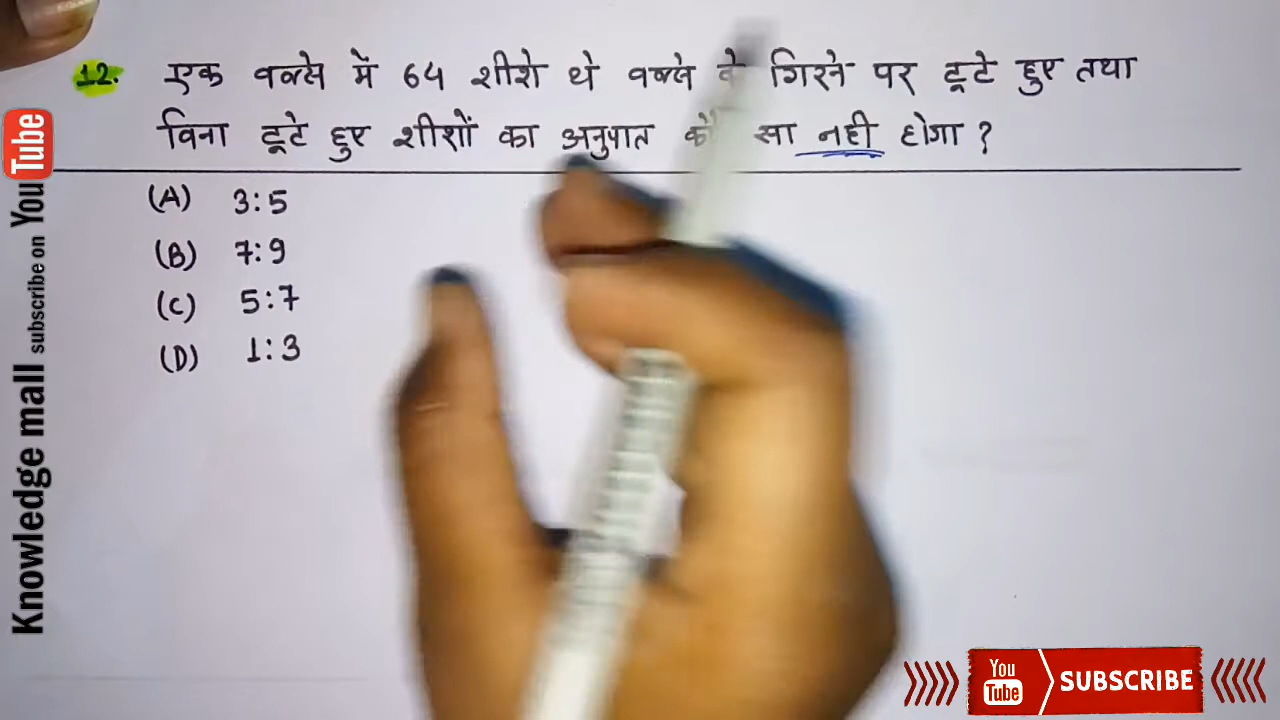 12. एक बक्से में 64 शीशे थे बक्से के गिरने पर टूटे हुए तथा
बिना टूटे हुए शीशों का अनुपात सा नही होगा ?
(A) 3:5
(B) 7:9
(C) 5:7
(D) 1:3
Knowledge mall subscribe on YouTube
You Tube SUBSCRIBE